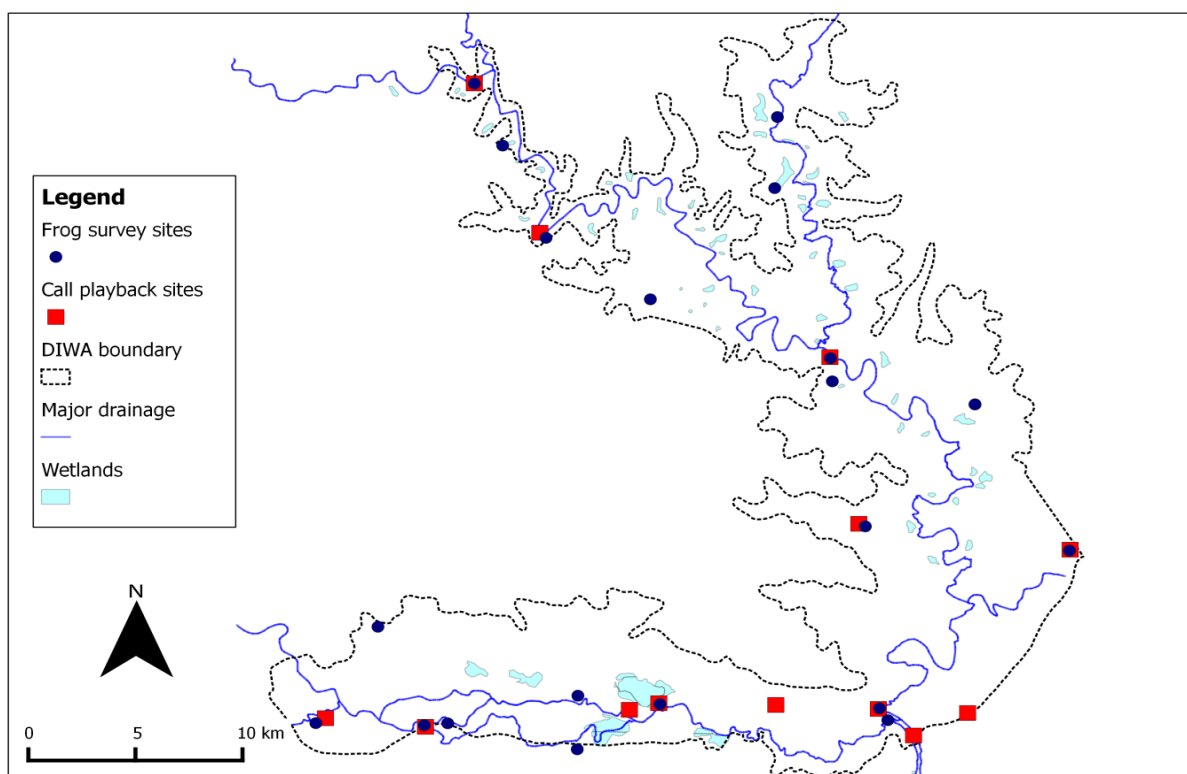 Legend
Frog survey sites
Call playback sites
DIWA boundary
Major drainage
Wetlands
N
0 5 10 km